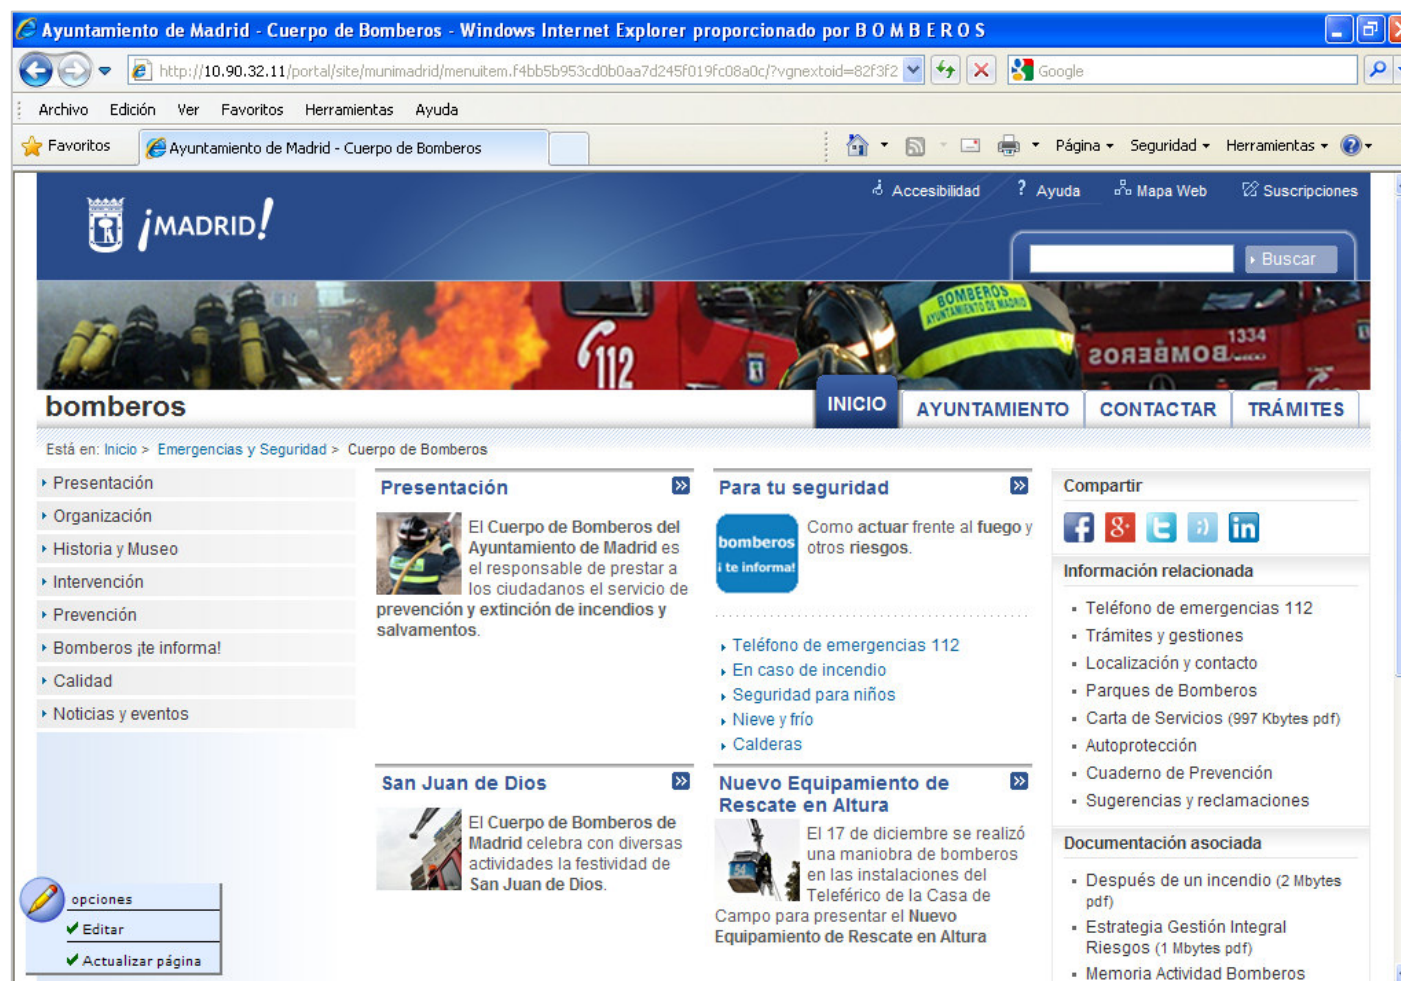 Ayuntamiento de Madrid - Cuerpo de Bomberos - Windows Internet Explorer proporcionado por B O M B E R O S
http://10.90.32.11/portal/site/munimadrid/menuitem.f4bb5b953cd0b0aa7d245f019fc08a0c/?vgnextoid=82f3f2
Google
Archivo Edición Ver Favoritos Herramientas Ayuda
Favoritos
Ayuntamiento de Madrid - Cuerpo de Bomberos
Página Seguridad Herramientas
¡MADRID!
Accesibilidad ? Ayuda Mapa Web Suscripciones
Buscar
112
BOMBEROS
AYUNTAMIENTO DE MADRID
1334
BOMBEROS
bomberos
INICIO AYUNTAMIENTO CONTACTAR TRÁMITES
Está en: Inicio > Emergencias y Seguridad > Cuerpo de Bomberos
Presentación
Organización
Historia y Museo
Intervención
Prevención
Bomberos ¡te informa!
Calidad
Noticias y eventos
Presentación
El Cuerpo de Bomberos del
Ayuntamiento de Madrid es
el responsable de prestar a
los ciudadanos el servicio de
prevención y extinción de incendios y
salvamentos.
Para tu seguridad
bomberos
¡ te informa!
Como actuar frente al fuego y
otros riesgos.
Teléfono de emergencias 112
En caso de incendio
Seguridad para niños
Nieve y frío
Calderas
San Juan de Dios
El Cuerpo de Bomberos de
Madrid celebra con diversas
actividades la festividad de
San Juan de Dios.
Nuevo Equipamiento de
Rescate en Altura
54
El 17 de diciembre se realizó
una maniobra de bomberos
en las instalaciones del
Teleférico de la Casa de
Campo para presentar el Nuevo
Equipamiento de Rescate en Altura
Compartir
Información relacionada
Teléfono de emergencias 112
Trámites y gestiones
Localización y contacto
Parques de Bomberos
Carta de Servicios (997 Kbytes pdf)
Autoprotección
Cuaderno de Prevención
Sugerencias y reclamaciones
Documentación asociada
Después de un incendio (2 Mbytes
pdf)
Estrategia Gestión Integral
Riesgos (1 Mbytes pdf)
Memoria Actividad Bomberos
opciones
Editar
Actualizar página